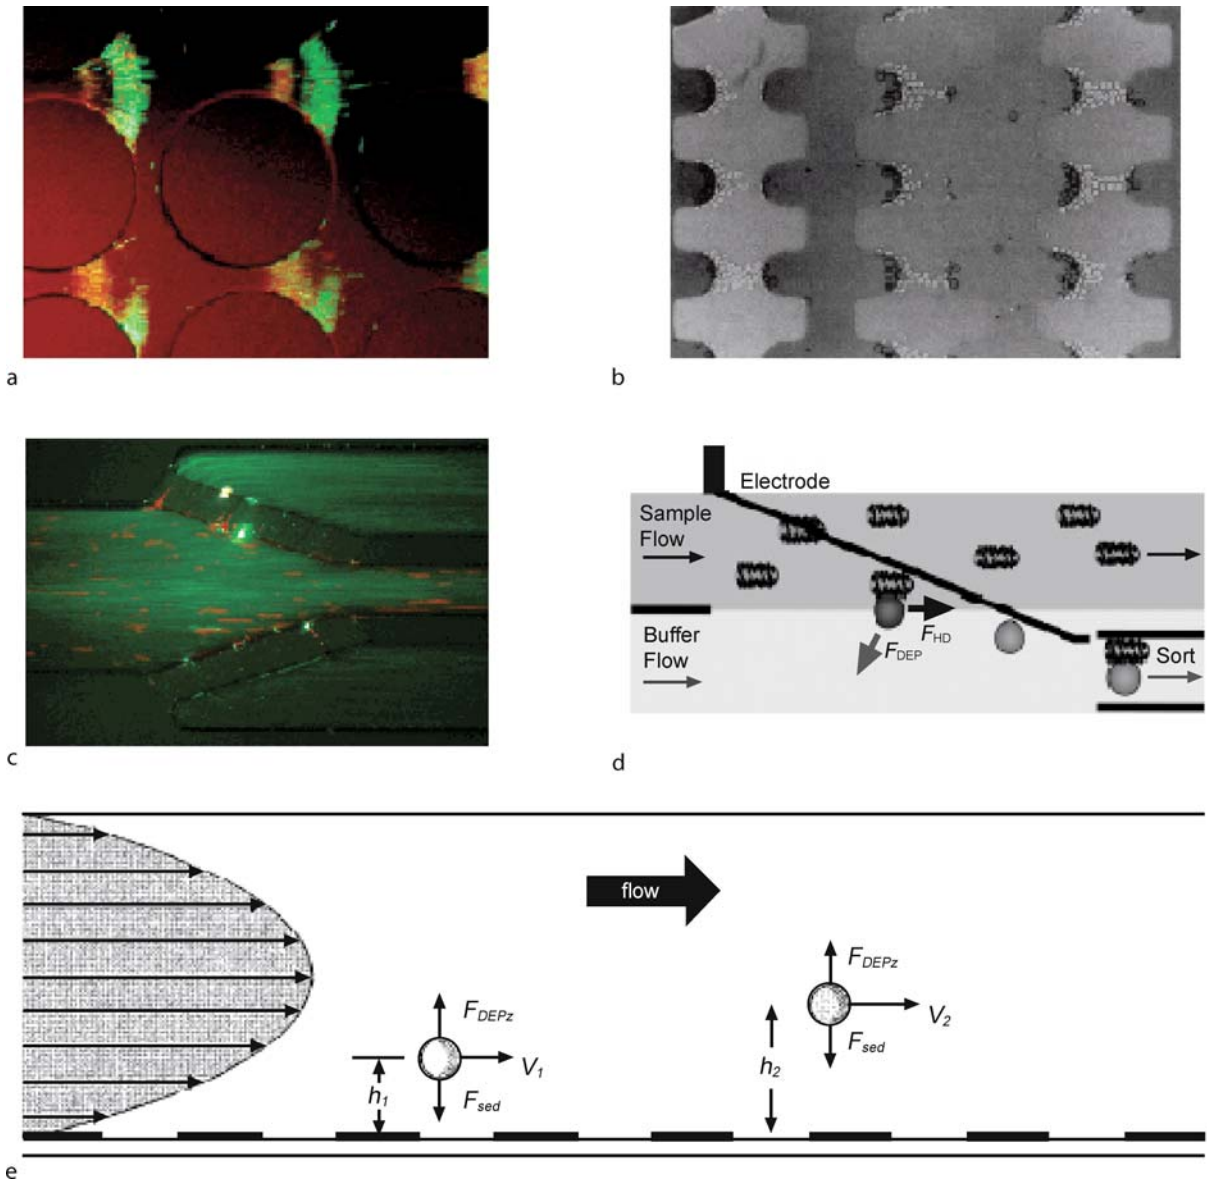 a
b
Electrode
Sample
Flow
Buffer
Flow
F_HD
F_DEP
Sort
c
d
flow
F_DEPz
V_1
F_sed
h_1
F_DEPz
V_2
F_sed
h_2
e